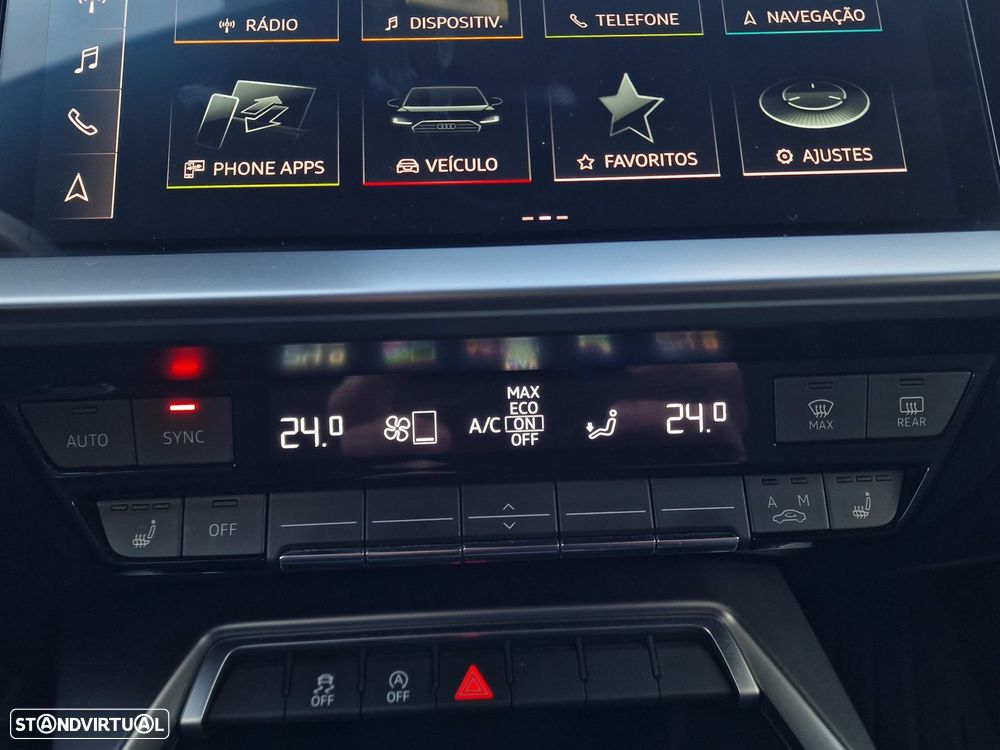 RÁDIO
DISPOSITIV.
TELEFONE
NAVEGAÇÃO
PHONE APPS
VEÍCULO
FAVORITOS
AJUSTES
AUTO
SYNC
24.0
A/C
MAX
ECO
ON
OFF
24.0
MAX
REAR
OFF
A M
OFF
A
OFF
STANDVIRTUAL